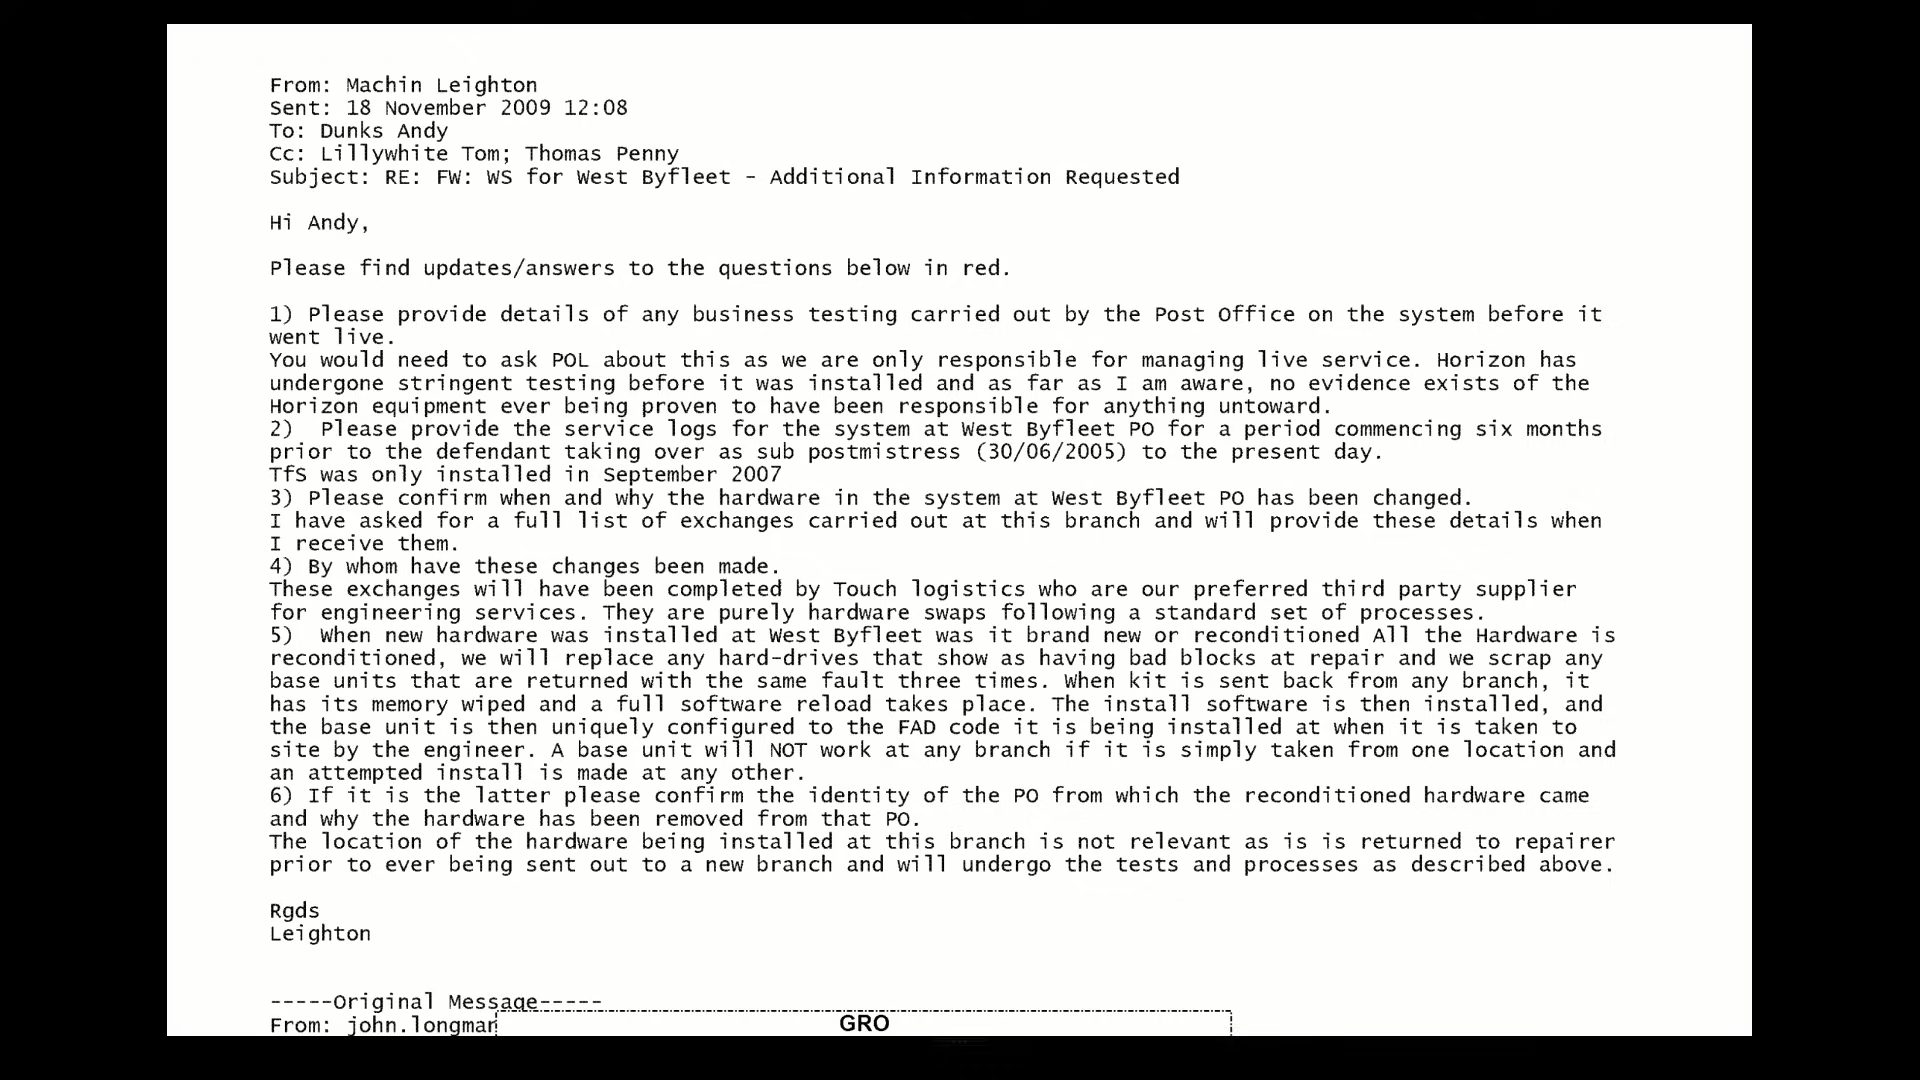 From: Machin Leighton
Sent: 18 November 2009 12:08
To: Dunks Andy
Cc: Lillywhite Tom; Thomas Penny
Subject: RE: FW: WS for West Byfleet - Additional Information Requested
Hi Andy,
Please find updates/answers to the questions below in red.
1) Please provide details of any business testing carried out by the Post Office on the system before it
went live.
You would need to ask POL about this as we are only responsible for managing live service. Horizon has
undergone stringent testing before it was installed and as far as I am aware, no evidence exists of the
Horizon equipment ever being proven to have been responsible for anything untoward.
2)  Please provide the service logs for the system at West Byfleet PO for a period commencing six months
prior to the defendant taking over as sub postmistress (30/06/2005) to the present day.
TfS was only installed in September 2007
3) Please confirm when and why the hardware in the system at West Byfleet PO has been changed.
I have asked for a full list of exchanges carried out at this branch and will provide these details when
I receive them.
4) By whom have these changes been made.
These exchanges will have been completed by Touch logistics who are our preferred third party supplier
for engineering services. They are purely hardware swaps following a standard set of processes.
5)  When new hardware was installed at West Byfleet was it brand new or reconditioned All the Hardware is
reconditioned, we will replace any hard-drives that show as having bad blocks at repair and we scrap any
base units that are returned with the same fault three times. When kit is sent back from any branch, it
has its memory wiped and a full software reload takes place. The install software is then installed, and
the base unit is then uniquely configured to the FAD code it is being installed at when it is taken to
site by the engineer. A base unit will NOT work at any branch if it is simply taken from one location and
an attempted install is made at any other.
6) If it is the latter please confirm the identity of the PO from which the reconditioned hardware came
and why the hardware has been removed from that PO.
The location of the hardware being installed at this branch is not relevant as is is returned to repairer
prior to ever being sent out to a new branch and will undergo the tests and processes as described above.
Rgds
Leighton
-----Original Message-----
From: john.longman GRO